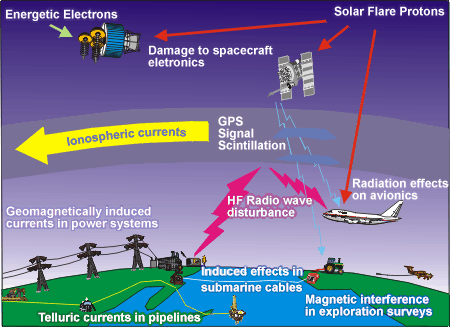 Energetic Electrons
Solar Flare Protons
Damage to spacecraft
eletronics
GPS
Signal
Scintillation
Ionospheric currents
Radiation effects
on avionics
HF Radio wave
disturbance
Geomagnetically induced
currents in power systems
Induced effects in
submarine cables
Magnetic interference
in exploration surveys
Telluric currents in pipelines